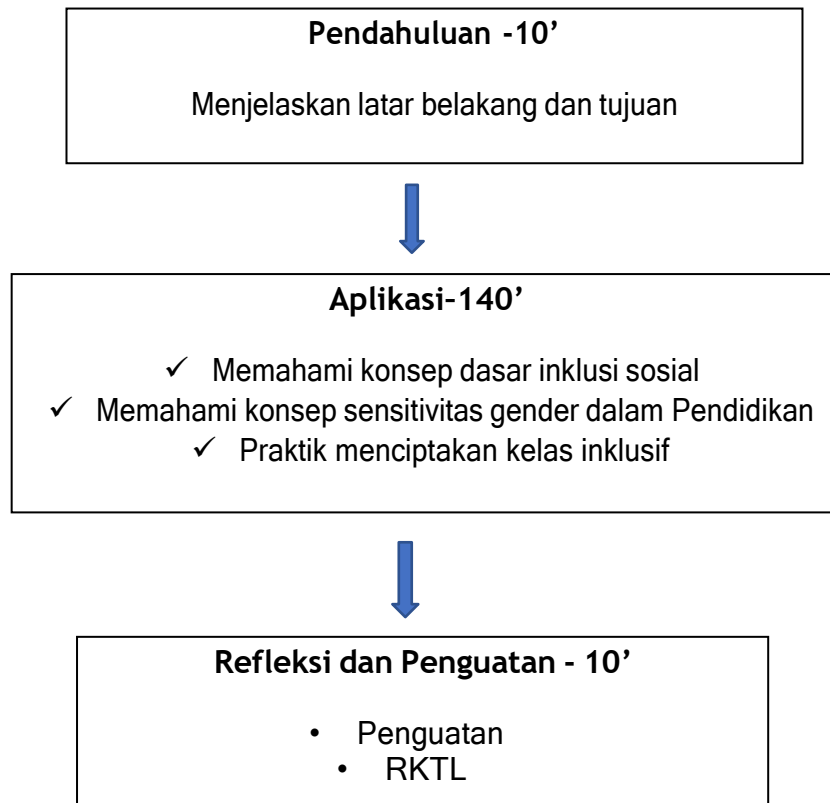 Pendahuluan -10’
Menjelaskan latar belakang dan tujuan
Aplikasi–140’
✓ Memahami konsep dasar inklusi sosial
✓ Memahami konsep sensitivitas gender dalam Pendidikan
✓ Praktik menciptakan kelas inklusif
Refleksi dan Penguatan - 10’
• Penguatan
• RKTL